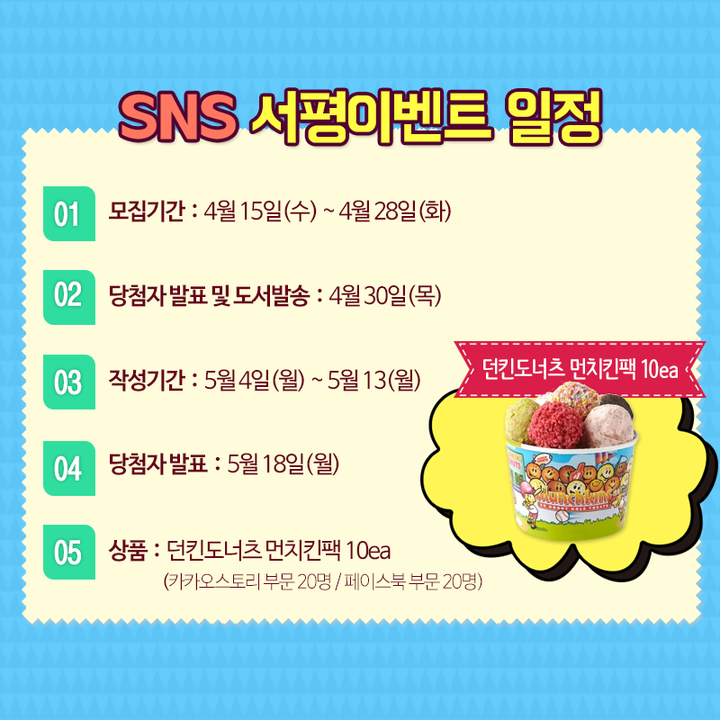 SNS 서평이벤트 일정
01 모집기간 : 4월 15일(수) ~ 4월 28일(화)
02 당첨자 발표 및 도서발송 : 4월 30일(목)
03 작성기간 : 5월 4일(월) ~ 5월 13(월)
던킨도너츠 먼치킨팩 10ea
04 당첨자 발표 : 5월 18일(월)
Munchkins
05 상품 : 던킨도너츠 먼치킨팩 10ea
(카카오스토리 부문 20명 / 페이스북 부문 20명)